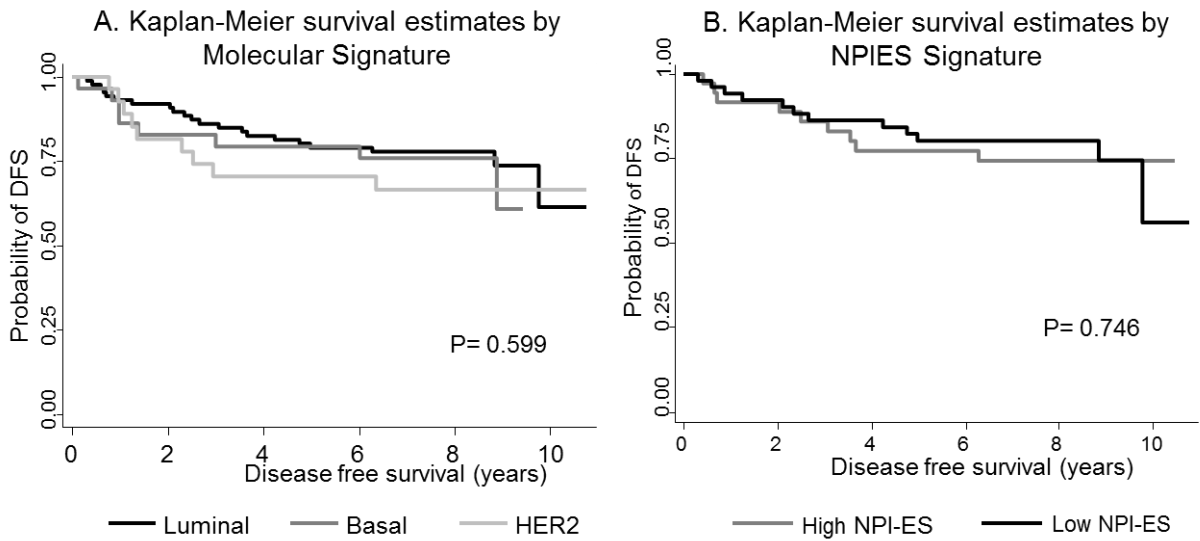 A. Kaplan-Meier survival estimates by
Molecular Signature
Probability of DFS
1.00
0.75
0.50
0.25
0.00
P= 0.599
0 2 4 6 8 10
Disease free survival (years)
Luminal Basal HER2
B. Kaplan-Meier survival estimates by
NPIES Signature
Probability of DFS
1.00
0.75
0.50
0.25
0.00
P= 0.746
0 2 4 6 8 10
Disease free survival (years)
High NPI-ES Low NPI-ES